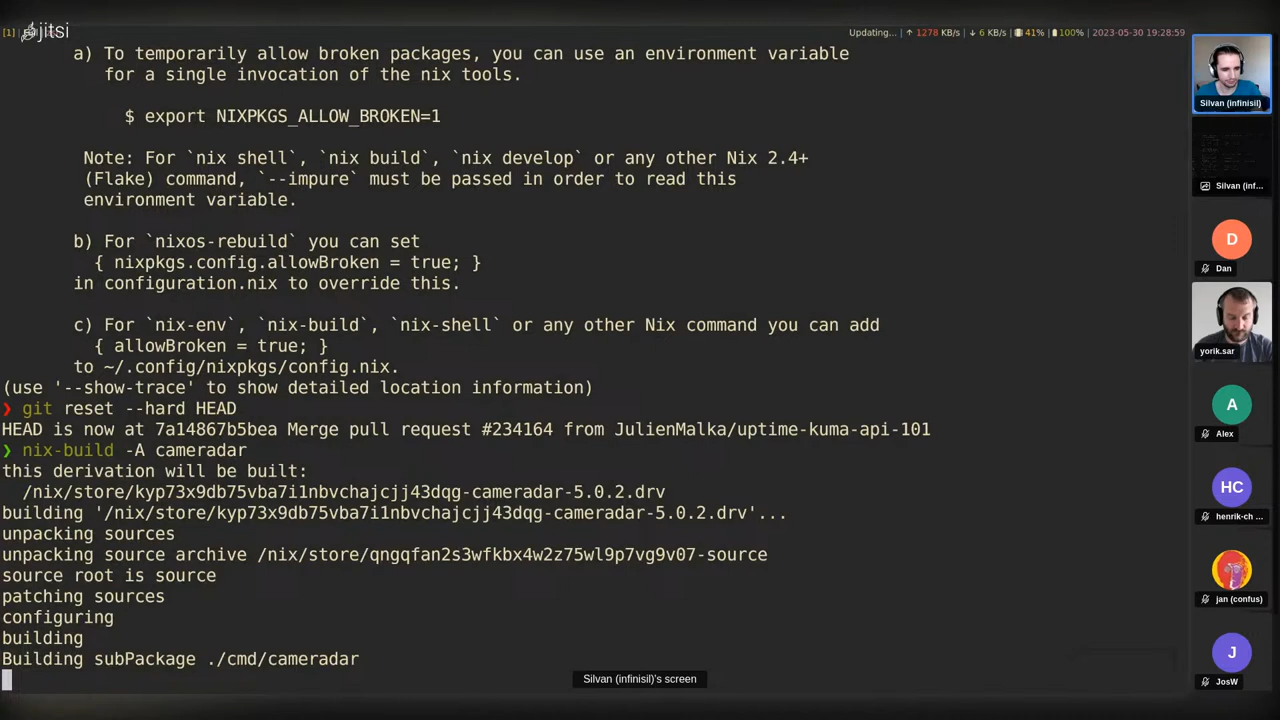 [1]
jitsi
Updating... | ↑ 1278 KB/s | ↓ 6 KB/s | 41% | 100% | 2023-05-30 19:28:59
a) To temporarily allow broken packages, you can use an environment variable
for a single invocation of the nix tools.
$ export NIXPKGS_ALLOW_BROKEN=1
Note: For `nix shell`, `nix build`, `nix develop` or any other Nix 2.4+
(Flake) command, `--impure` must be passed in order to read this
environment variable.
b) For `nixos-rebuild` you can set
{ nixpkgs.config.allowBroken = true; }
in configuration.nix to override this.
c) For `nix-env`, `nix-build`, `nix-shell` or any other Nix command you can add
{ allowBroken = true; }
to ~/.config/nixpkgs/config.nix.
(use '--show-trace' to show detailed location information)
❯ git reset --hard HEAD
HEAD is now at 7a14867b5bea Merge pull request #234164 from JulienMalka/uptime-kuma-api-101
❯ nix-build -A cameradar
this derivation will be built:
/nix/store/kyp73x9db75vba7i1nbvchajcjj43dqg-cameradar-5.0.2.drv
building '/nix/store/kyp73x9db75vba7i1nbvchajcjj43dqg-cameradar-5.0.2.drv'...
unpacking sources
unpacking source archive /nix/store/qngqfan2s3wfkbx4w2z75wl9p7vg9v07-source
source root is source
patching sources
configuring
building
Building subPackage ./cmd/cameradar
Silvan (infinisil)'s screen
Silvan (infinisil)
Silvan (inf...
D
Dan
yorik.sar
A
Alex
HC
henrik-ch ...
jan (confus)
J
JosW